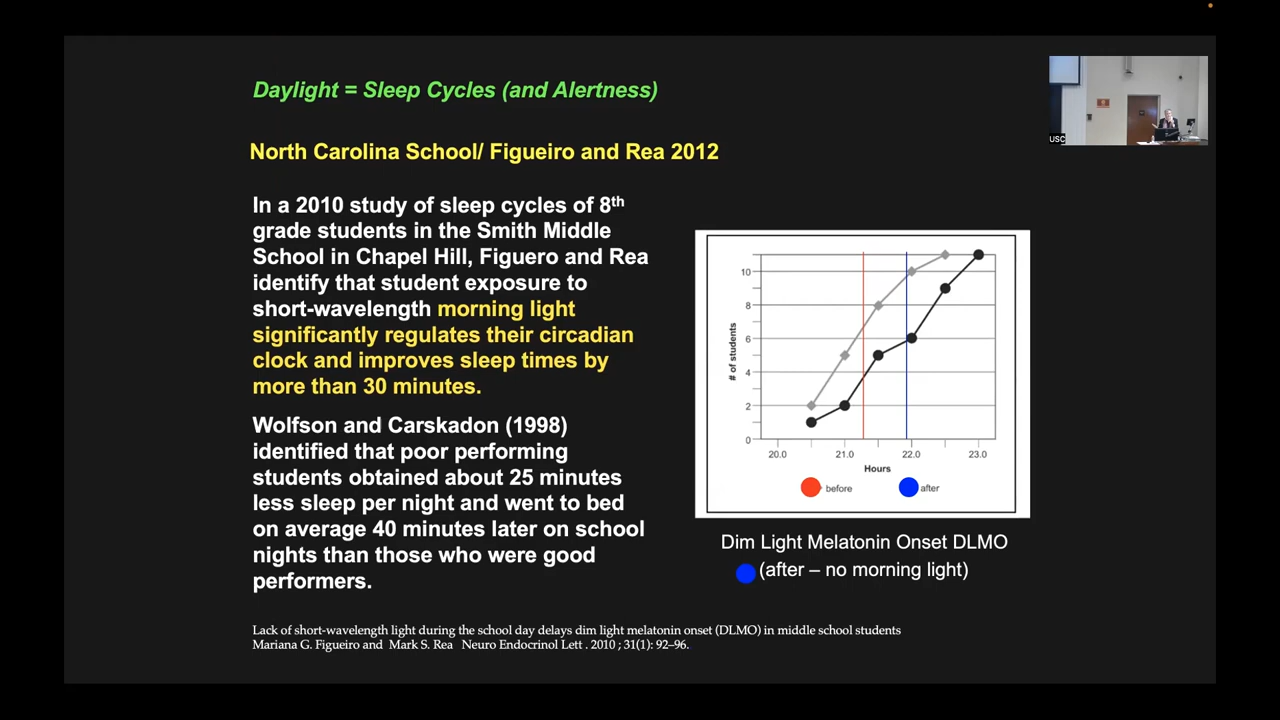 Daylight = Sleep Cycles (and Alertness)
USC
North Carolina School/ Figueiro and Rea 2012
In a 2010 study of sleep cycles of 8th
grade students in the Smith Middle
School in Chapel Hill, Figuero and Rea
identify that student exposure to
short-wavelength morning light
significantly regulates their circadian
clock and improves sleep times by
more than 30 minutes.
Wolfson and Carskadon (1998)
identified that poor performing
students obtained about 25 minutes
less sleep per night and went to bed
on average 40 minutes later on school
nights than those who were good
performers.
# of students
10
8
6
4
2
0
20.0 21.0 22.0 23.0
Hours
before after
Dim Light Melatonin Onset DLMO
(after – no morning light)
Lack of short-wavelength light during the school day delays dim light melatonin onset (DLMO) in middle school students
Mariana G. Figueiro and Mark S. Rea Neuro Endocrinol Lett . 2010 ; 31(1): 92–96.